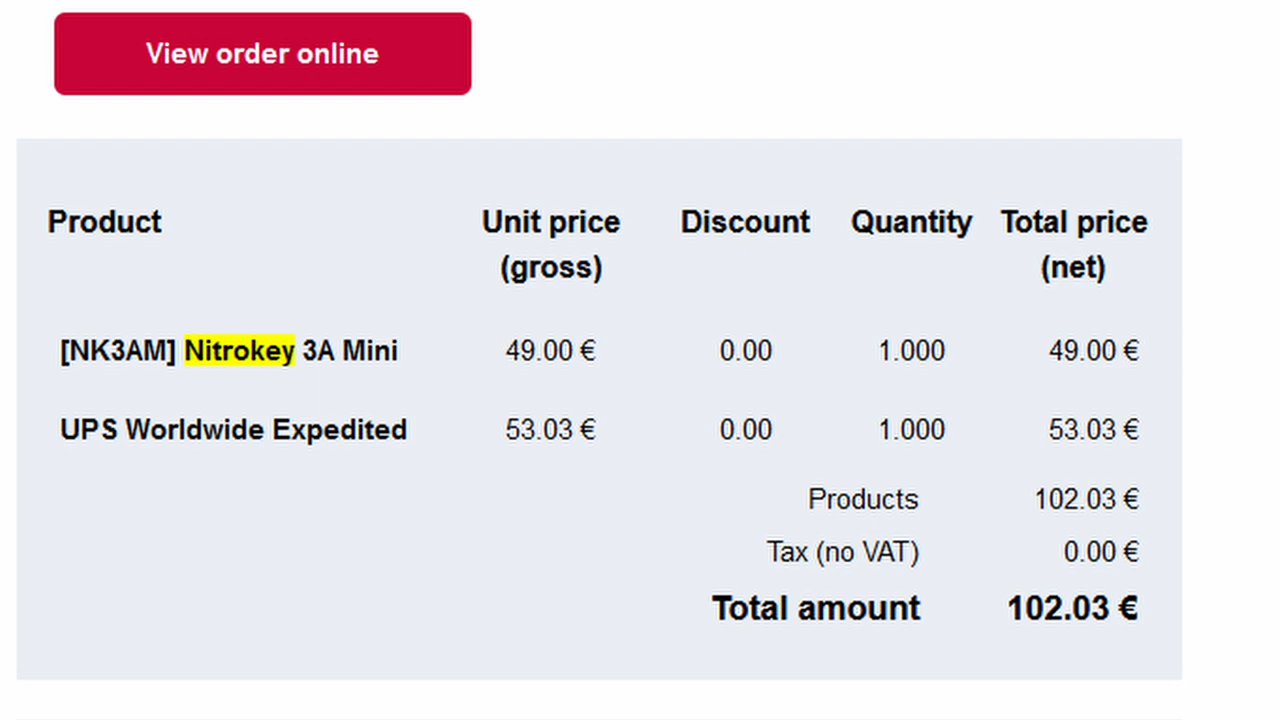 View order online
Product Unit price Discount Quantity Total price
(gross) (net)
[NK3AM] Nitrokey 3A Mini 49.00 € 0.00 1.000 49.00 €
UPS Worldwide Expedited 53.03 € 0.00 1.000 53.03 €
Products 102.03 €
Tax (no VAT) 0.00 €
Total amount 102.03 €